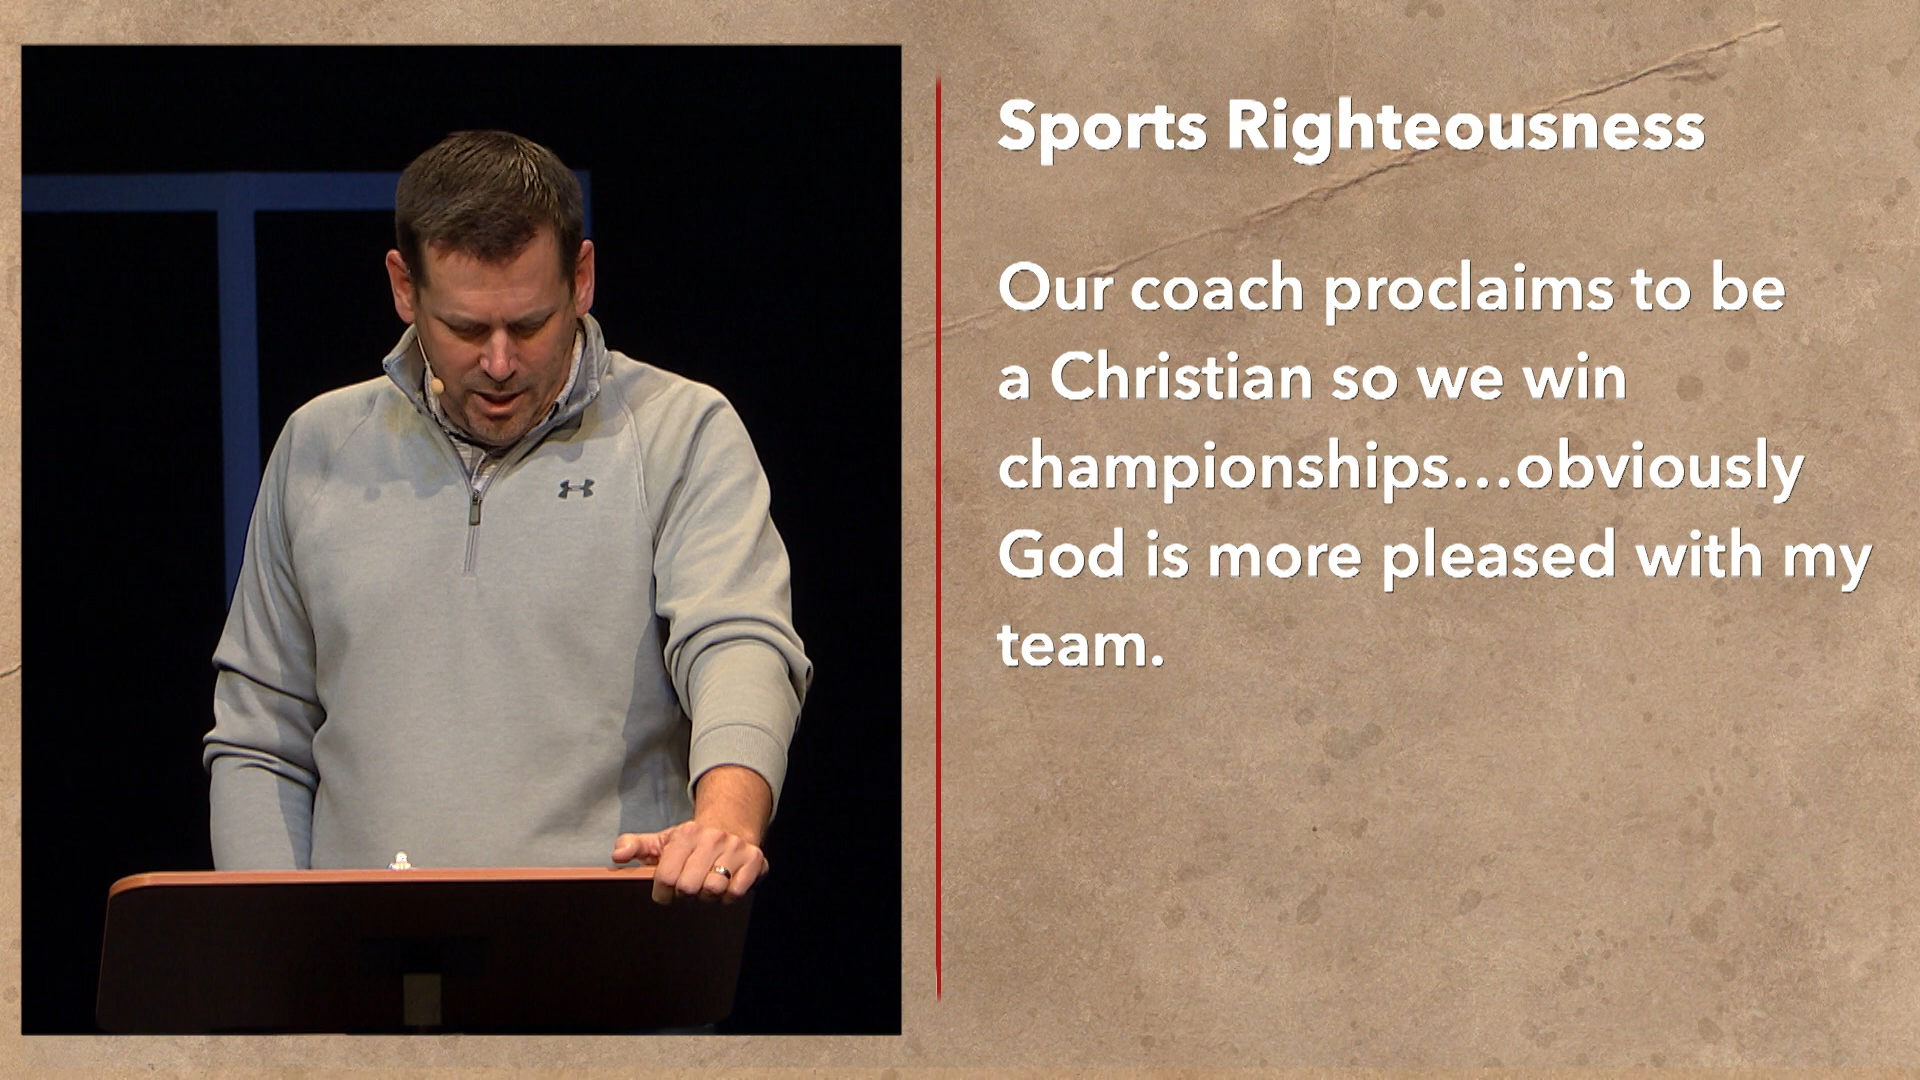 Sports Righteousness
Our coach proclaims to be
a Christian so we win
championships...obviously
God is more pleased with my
team.